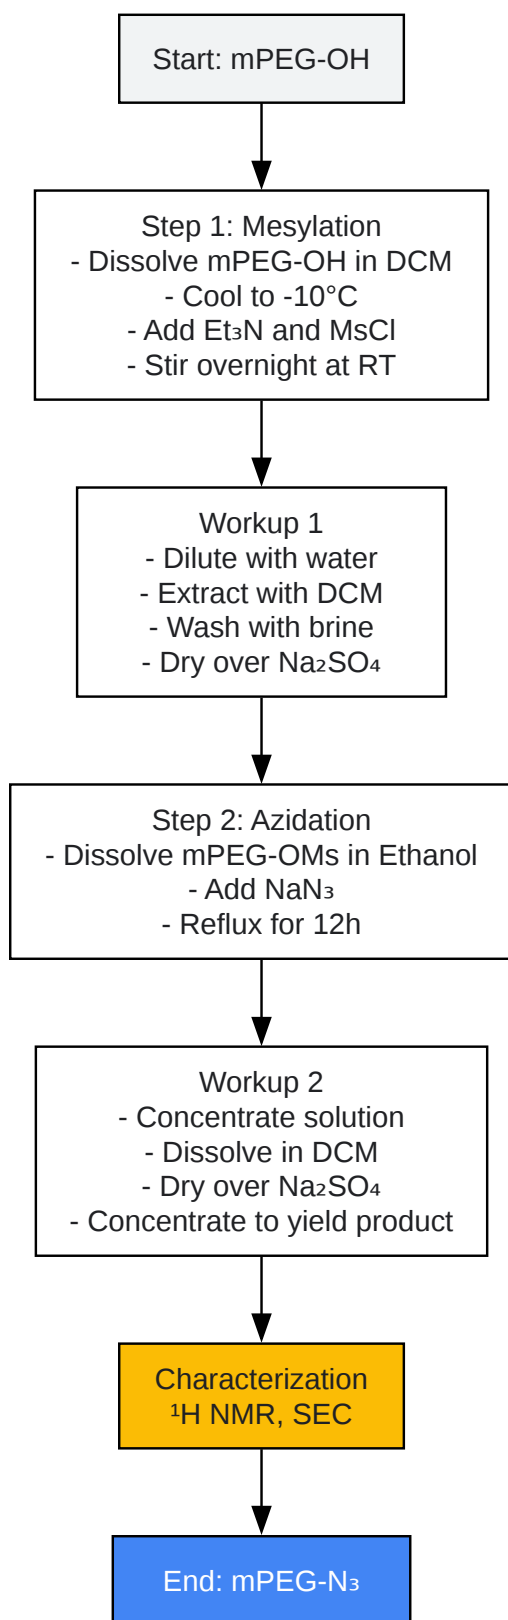 Start: mPEG-OH
Step 1: Mesylation
- Dissolve mPEG-OH in DCM
- Cool to -10°C
- Add Et₃N and MsCl
- Stir overnight at RT
Workup 1
- Dilute with water
- Extract with DCM
- Wash with brine
- Dry over Na₂SO₄
Step 2: Azidation
- Dissolve mPEG-OMs in Ethanol
- Add NaN₃
- Reflux for 12h
Workup 2
- Concentrate solution
- Dissolve in DCM
- Dry over Na₂SO₄
- Concentrate to yield product
Characterization
¹H NMR, SEC
End: mPEG-N₃